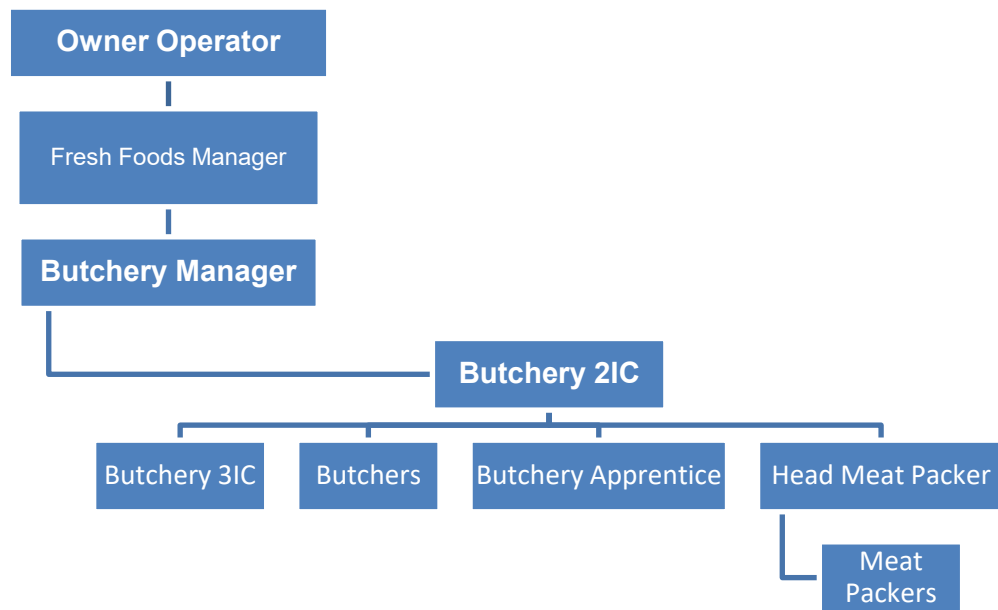 Owner Operator
Fresh Foods Manager
Butchery Manager
Butchery 2IC
Butchery 3IC
Butchers
Butchery Apprentice
Head Meat Packer
Meat
Packers